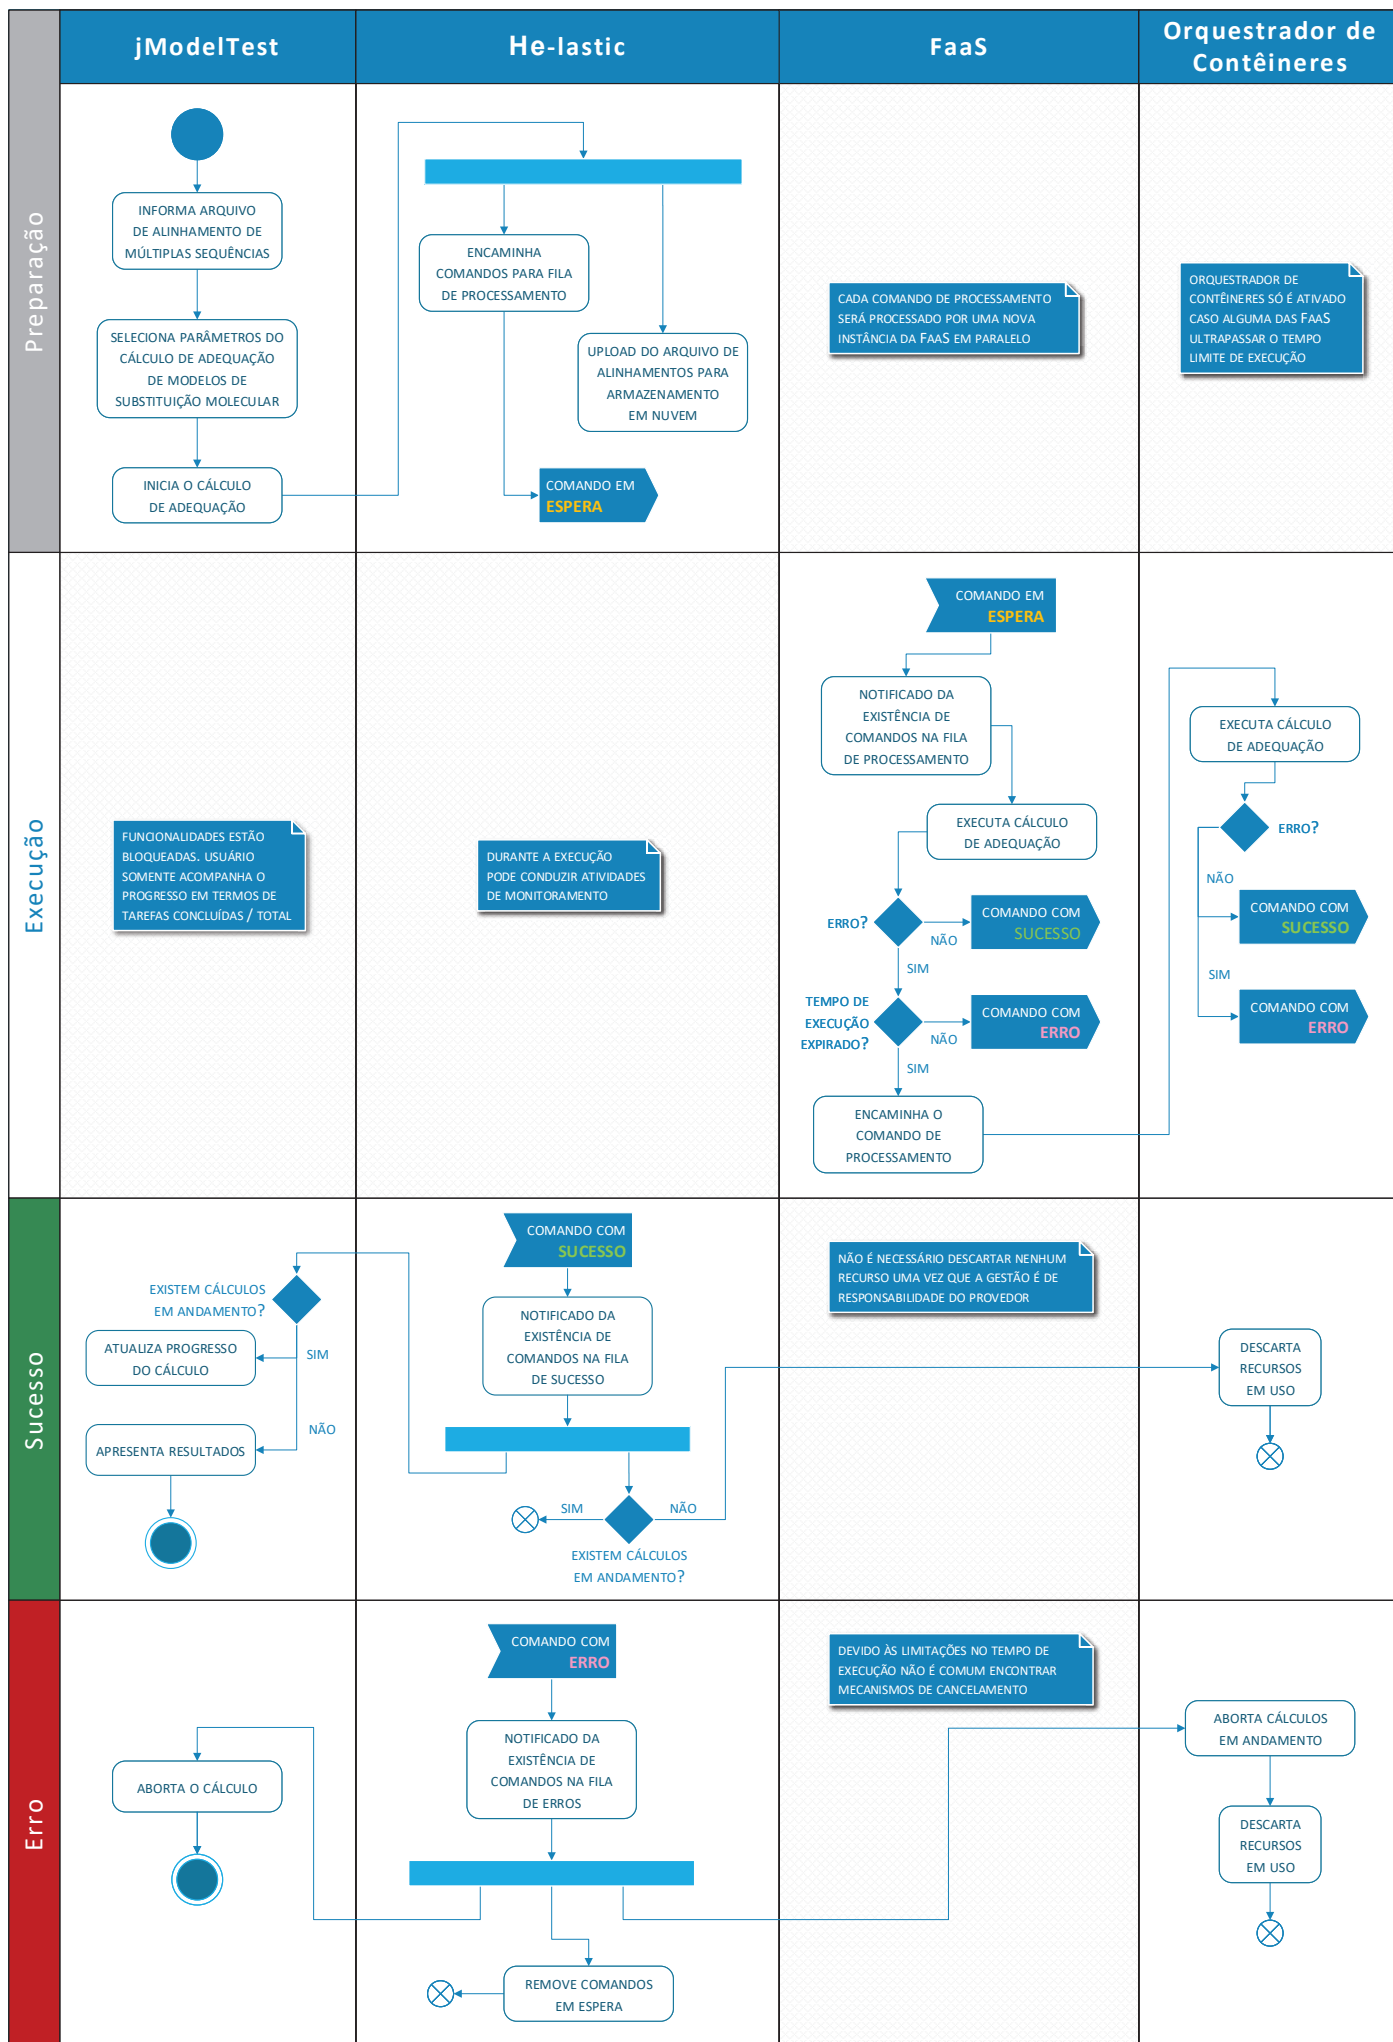 jModelTest
He-lastic
FaaS
Orquestrador de
Contêineres
Preparação
INFORMA ARQUIVO
DE ALINHAMENTO DE
MÚLTIPLAS SEQUÊNCIAS
SELECIONA PARÂMETROS DO
CÁLCULO DE ADEQUAÇÃO
DE MODELOS DE
SUBSTITUIÇÃO MOLECULAR
INICIA O CÁLCULO
DE ADEQUAÇÃO
ENCAMINHA
COMANDOS PARA FILA
DE PROCESSAMENTO
UPLOAD DO ARQUIVO DE
ALINHAMENTOS PARA
ARMAZENAMENTO
EM NUVEM
COMANDO EM
ESPERA
CADA COMANDO DE PROCESSAMENTO
SERÁ PROCESSADO POR UMA NOVA
INSTÂNCIA DA FAAS EM PARALELO
ORQUESTRADOR DE
CONTÊINERES SÓ É ATIVADO
CASO ALGUMA DAS FAAS
ULTRAPASSAR O TEMPO
LIMITE DE EXECUÇÃO
Execução
FUNCIONALIDADES ESTÃO
BLOQUEADAS. USUÁRIO
SOMENTE ACOMPANHA O
PROGRESSO EM TERMOS DE
TAREFAS CONCLUÍDAS / TOTAL
DURANTE A EXECUÇÃO
PODE CONDUZIR ATIVIDADES
DE MONITORAMENTO
COMANDO EM
ESPERA
NOTIFICADO DA
EXISTÊNCIA DE
COMANDOS NA FILA
DE PROCESSAMENTO
EXECUTA CÁLCULO
DE ADEQUAÇÃO
ERRO?
NÃO
COMANDO COM
SUCESSO
SIM
TEMPO DE
EXECUÇÃO
EXPIRADO?
NÃO
COMANDO COM
ERRO
SIM
ENCAMINHA O
COMANDO DE
PROCESSAMENTO
EXECUTA CÁLCULO
DE ADEQUAÇÃO
ERRO?
NÃO
COMANDO COM
SUCESSO
SIM
COMANDO COM
ERRO
Sucesso
EXISTEM CÁLCULOS
EM ANDAMENTO?
ATUALIZA PROGRESSO
DO CÁLCULO
SIM
NÃO
APRESENTA RESULTADOS
COMANDO COM
SUCESSO
NOTIFICADO DA
EXISTÊNCIA DE
COMANDOS NA FILA
DE SUCESSO
SIM
NÃO
EXISTEM CÁLCULOS
EM ANDAMENTO?
NÃO É NECESSÁRIO DESCARTAR NENHUM
RECURSO UMA VEZ QUE A GESTÃO É DE
RESPONSABILIDADE DO PROVEDOR
DESCARTA
RECURSOS
EM USO
Erro
ABORTA O CÁLCULO
COMANDO COM
ERRO
NOTIFICADO DA
EXISTÊNCIA DE
COMANDOS NA FILA
DE ERROS
REMOVE COMANDOS
EM ESPERA
DEVIDO ÀS LIMITAÇÕES NO TEMPO DE
EXECUÇÃO NÃO É COMUM ENCONTRAR
MECANISMOS DE CANCELAMENTO
ABORTA CÁLCULOS
EM ANDAMENTO
DESCARTA
RECURSOS
EM USO